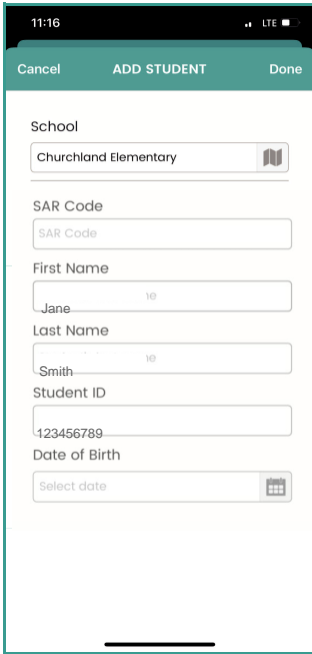 11:16 LTE
Cancel ADD STUDENT Done
School
Churchland Elementary
SAR Code
SAR Code
First Name
Jane
Last Name
Smith
Student ID
123456789
Date of Birth
Select date